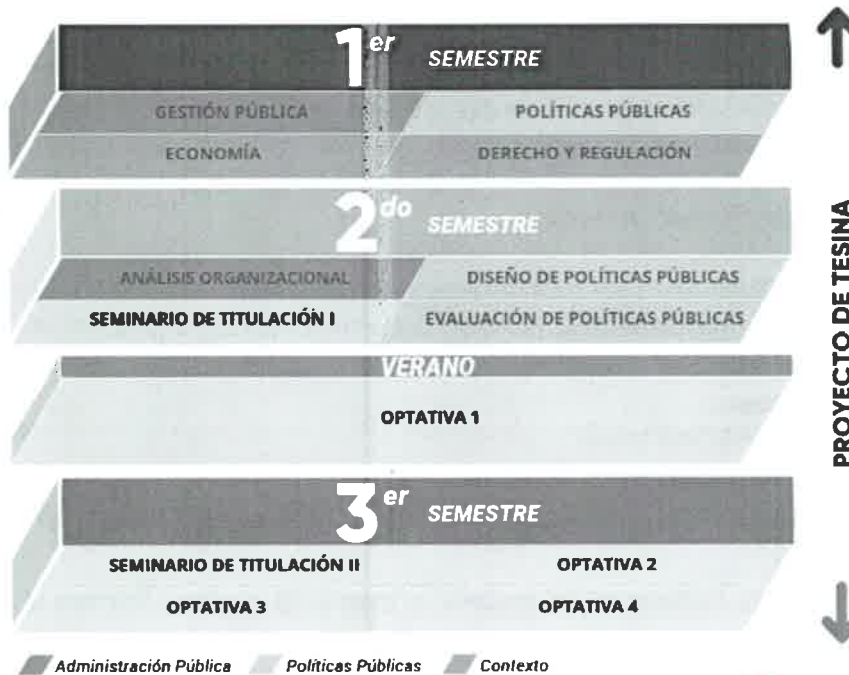 1er SEMESTRE
GESTIÓN PÚBLICA POLÍTICAS PÚBLICAS
ECONOMÍA DERECHO Y REGULACIÓN
2do SEMESTRE
ANÁLISIS ORGANIZACIONAL DISEÑO DE POLÍTICAS PÚBLICAS
SEMINARIO DE TITULACIÓN I EVALUACIÓN DE POLÍTICAS PÚBLICAS
VERANO
OPTATIVA 1
3er SEMESTRE
SEMINARIO DE TITULACIÓN II OPTATIVA 2
OPTATIVA 3 OPTATIVA 4
Administración Pública Políticas Públicas Contexto
PROYECTO DE TESINA